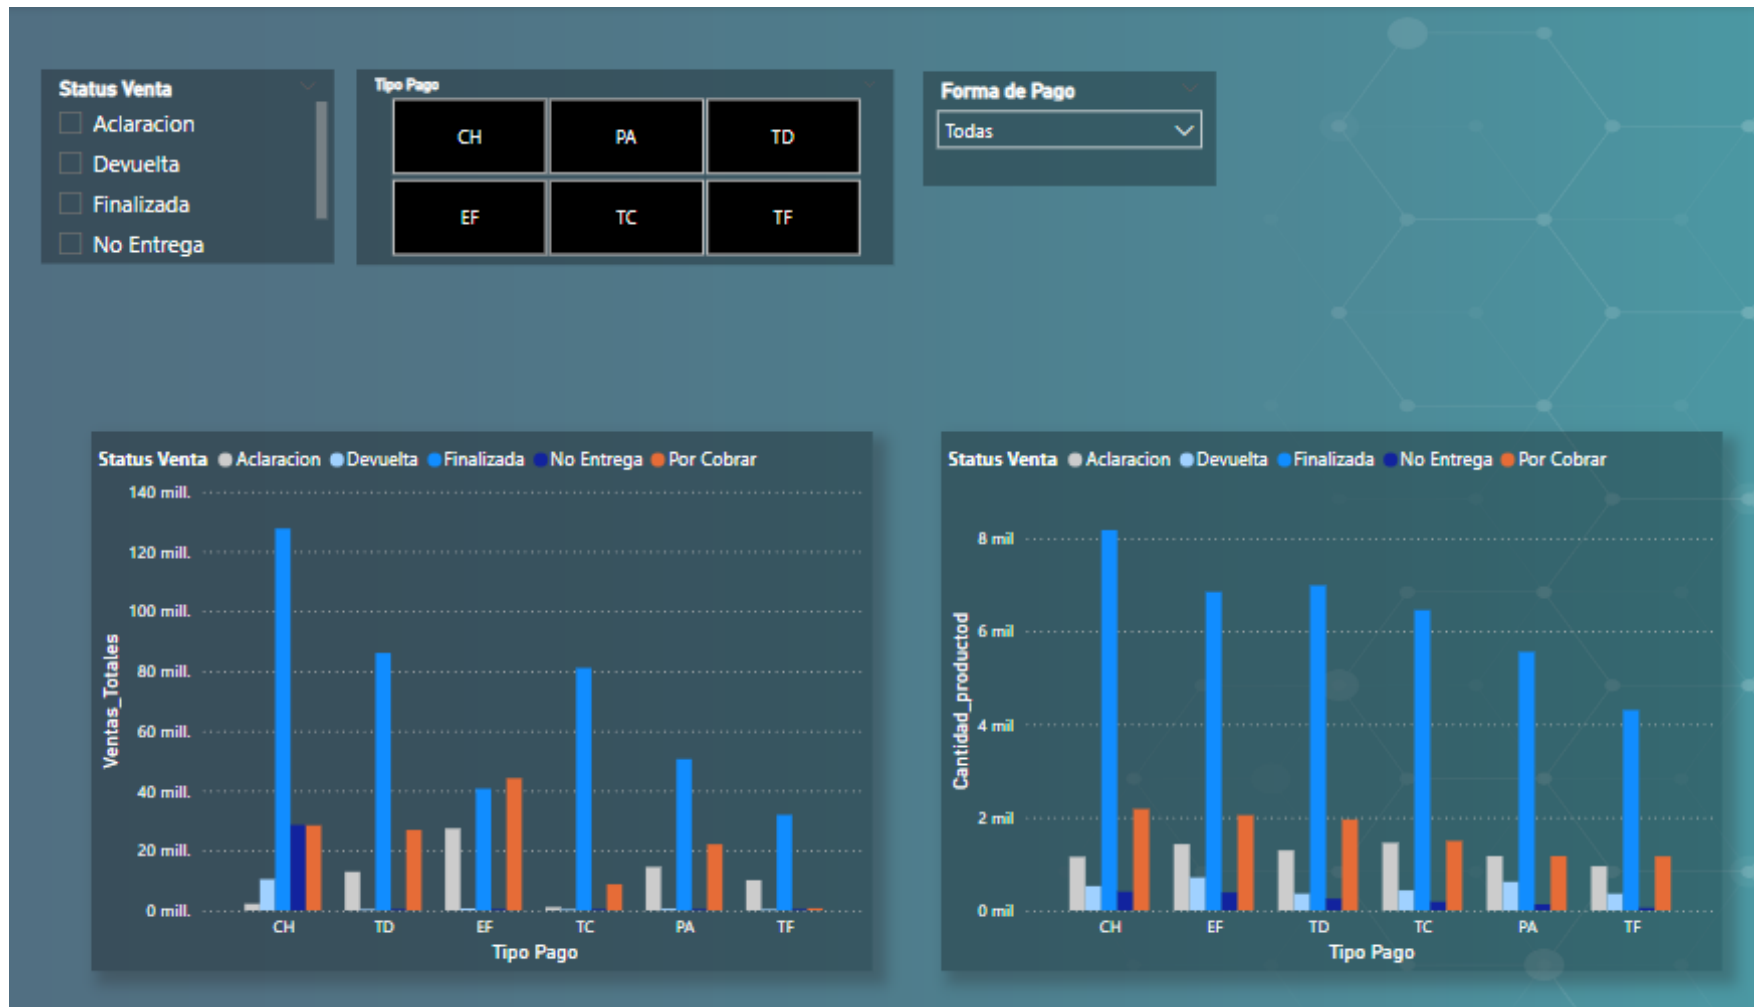 Status Venta
Aclaracion
Devuelta
Finalizada
No Entrega
Tipo Pago
CH PA TD
EF TC TF
Forma de Pago
Todas
Status Venta Aclaracion Devuelta Finalizada No Entrega Por Cobrar
140 mill.
120 mill.
100 mill.
80 mill.
60 mill.
40 mill.
20 mill.
0 mill.
Ventas_Totales
CH TD EF TC PA TF
Tipo Pago
Status Venta Aclaracion Devuelta Finalizada No Entrega Por Cobrar
8 mil
6 mil
4 mil
2 mil
0 mil
Cantidad_productod
CH EF TD TC PA TF
Tipo Pago